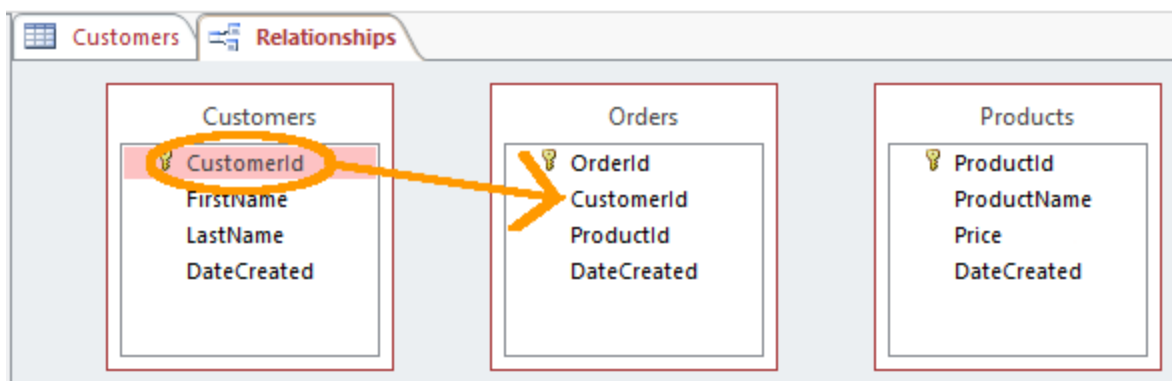 Customers
Relationships
Customers
CustomerId
FirstName
LastName
DateCreated
Orders
OrderId
CustomerId
ProductId
DateCreated
Products
ProductId
ProductName
Price
DateCreated